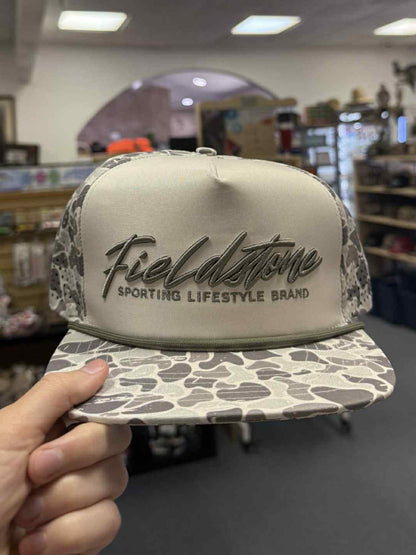 Fieldstone
SPORTING LIFESTYLE BRAND